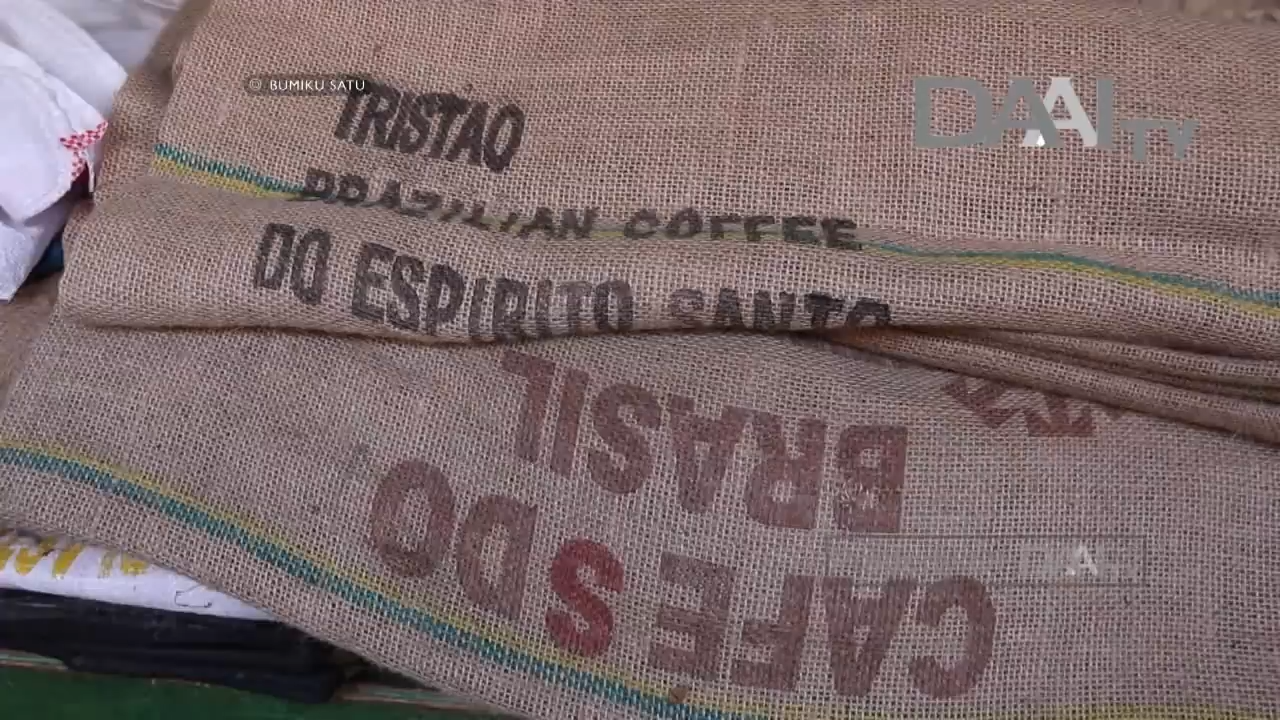 © BUMIKU SATU
DAAI TV
TRISTAO
BRAZILIAN COFFEE
DO ESPIRITO SANTO
CAFES DO
BRASIL